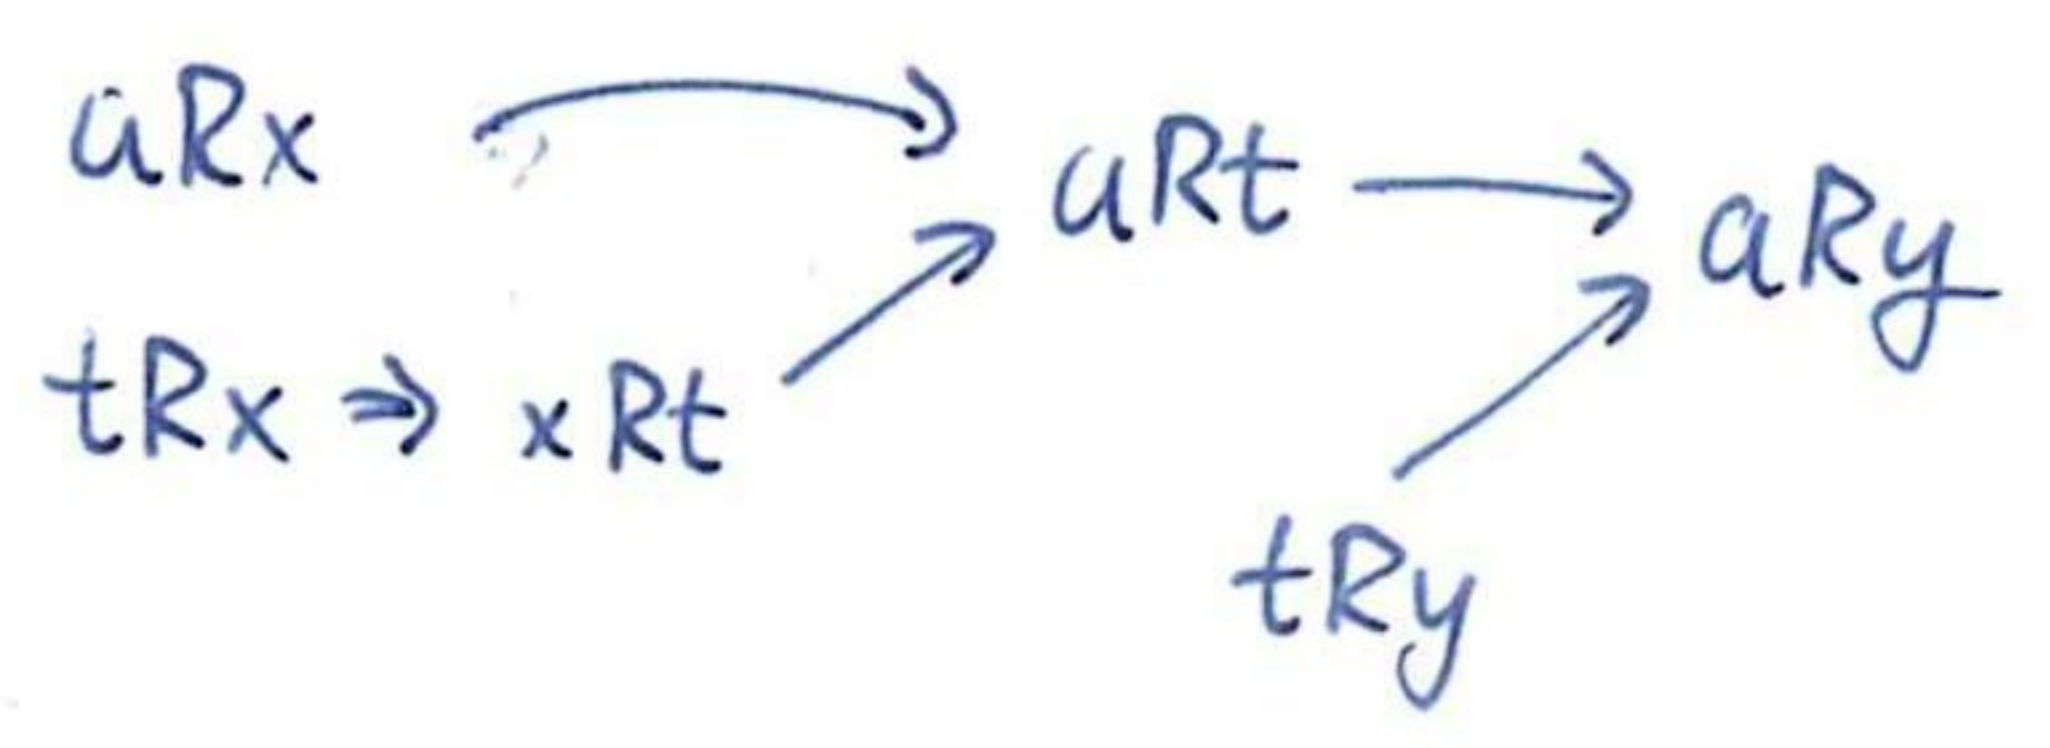 aRx → aRt → aRy
tRx ⇒ xRt
tRy